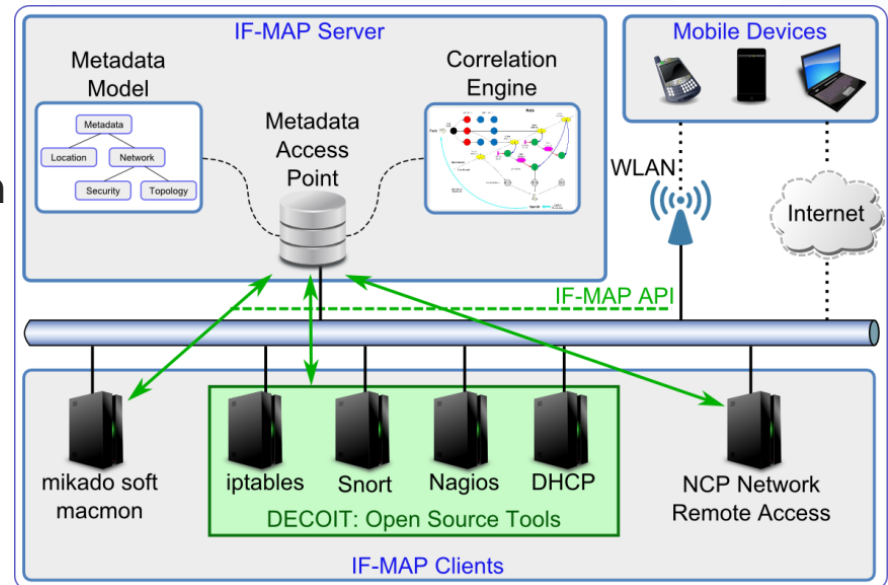 IF-MAP Server
Mobile Devices
Metadata
Model
Correlation
Engine
Metadata
Access
Point
Metadata
Location
Network
Security
Topology
n
WLAN
Internet
IF-MAP API
mikado soft
macmon
iptables
Snort
Nagios
DHCP
NCP Network
Remote Access
DECOIT: Open Source Tools
IF-MAP Clients